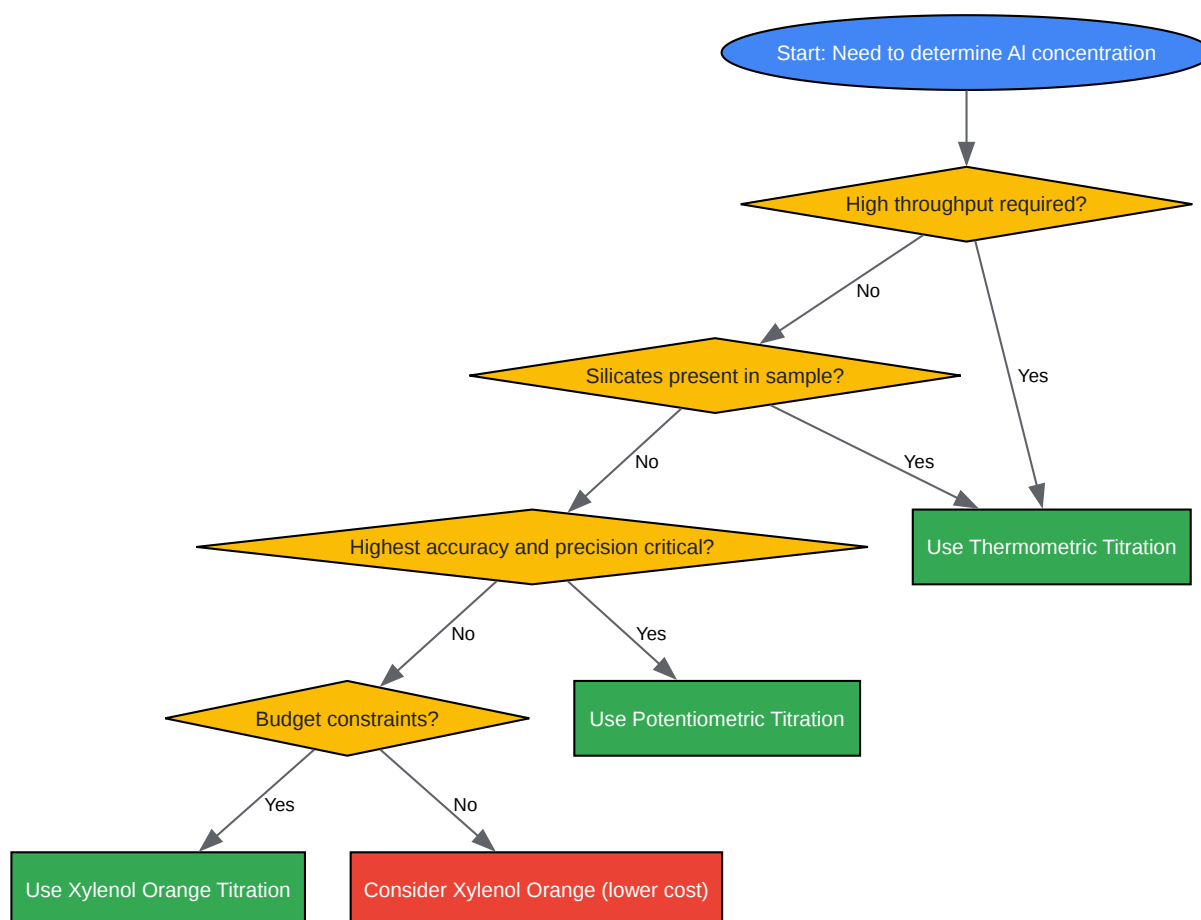 Start: Need to determine Al concentration
High throughput required?
No
Silicates present in sample?
Yes
No
Yes
Highest accuracy and precision critical?
Use Thermometric Titration
No
Yes
Budget constraints?
Use Potentiometric Titration
Yes
No
Use Xylenol Orange Titration
Consider Xylenol Orange (lower cost)